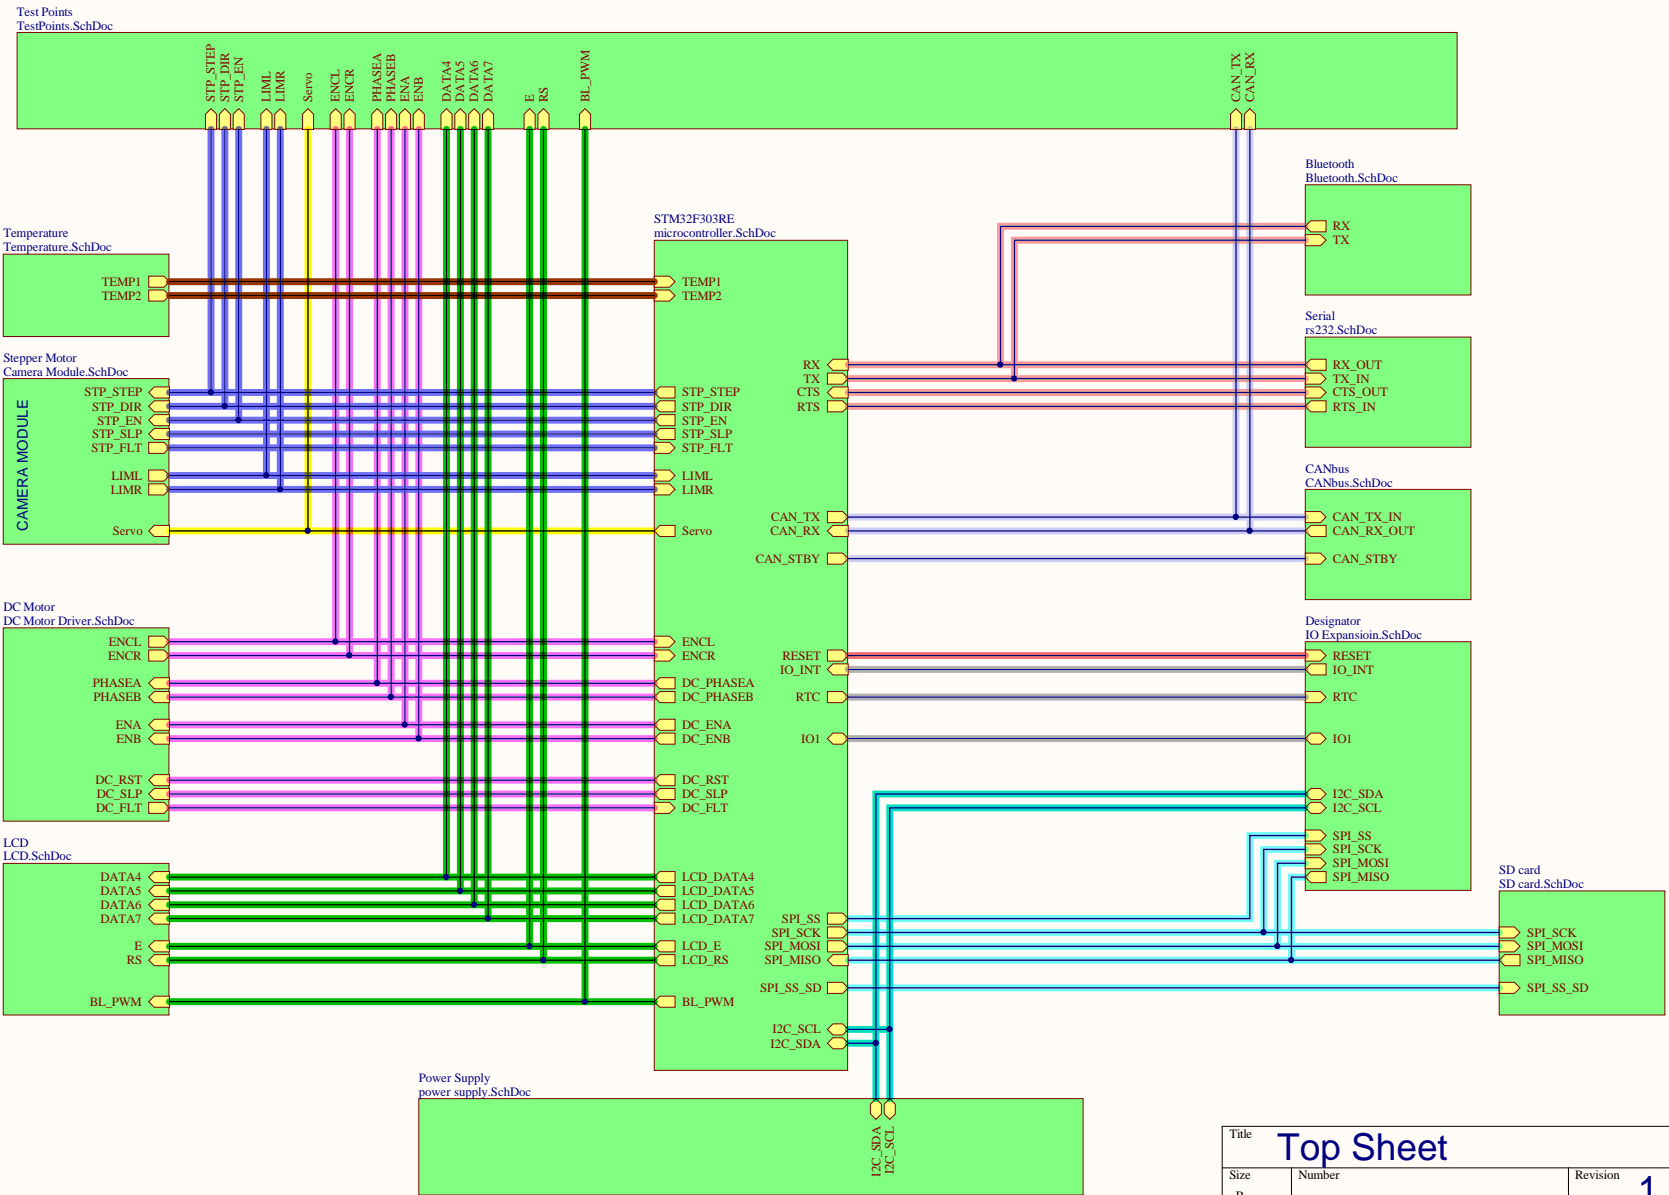 Test Points
TestPoints.SchDoc
STP_STEP
STP_DIR
STP_EN
LIML
LIMR
Servo
ENCL
ENCR
PHASEA
PHASEB
ENA
ENB
DATA4
DATA5
DATA6
DATA7
E
RS
BL_PWM
CAN_TX
CAN_RX
Temperature
Temperature.SchDoc
TEMP1
TEMP2
Stepper Motor
Camera Module.SchDoc
CAMERA MODULE
STP_STEP
STP_DIR
STP_EN
STP_SLP
STP_FLT
LIML
LIMR
Servo
DC Motor
DC Motor Driver.SchDoc
ENCL
ENCR
PHASEA
PHASEB
ENA
ENB
DC_RST
DC_SLP
DC_FLT
LCD
LCD.SchDoc
DATA4
DATA5
DATA6
DATA7
E
RS
BL_PWM
STM32F303RE
microcontroller.SchDoc
TEMP1
TEMP2
STP_STEP
STP_DIR
STP_EN
STP_SLP
STP_FLT
LIML
LIMR
Servo
ENCL
ENCR
DC_PHASEA
DC_PHASEB
DC_ENA
DC_ENB
DC_RST
DC_SLP
DC_FLT
LCD_DATA4
LCD_DATA5
LCD_DATA6
LCD_DATA7
LCD_E
LCD_RS
BL_PWM
RX
TX
CTS
RTS
CAN_TX
CAN_RX
CAN_STBY
RESET
IO_INT
RTC
IO1
SPI_SS
SPI_SCK
SPI_MOSI
SPI_MISO
SPI_SS_SD
I2C_SCL
I2C_SDA
Bluetooth
Bluetooth.SchDoc
RX
TX
Serial
rs232.SchDoc
RX_OUT
TX_IN
CTS_OUT
RTS_IN
CANbus
CANbus.SchDoc
CAN_TX_IN
CAN_RX_OUT
CAN_STBY
Designator
IO Expansioin.SchDoc
RESET
IO_INT
RTC
IO1
I2C_SDA
I2C_SCL
SPI_SS
SPI_SCK
SPI_MOSI
SPI_MISO
SD card
SD card.SchDoc
SPI_SCK
SPI_MOSI
SPI_MISO
SPI_SS_SD
Power Supply
power supply.SchDoc
I2C_SDA
I2C_SCL
Title Top Sheet
Size Number Revision 1